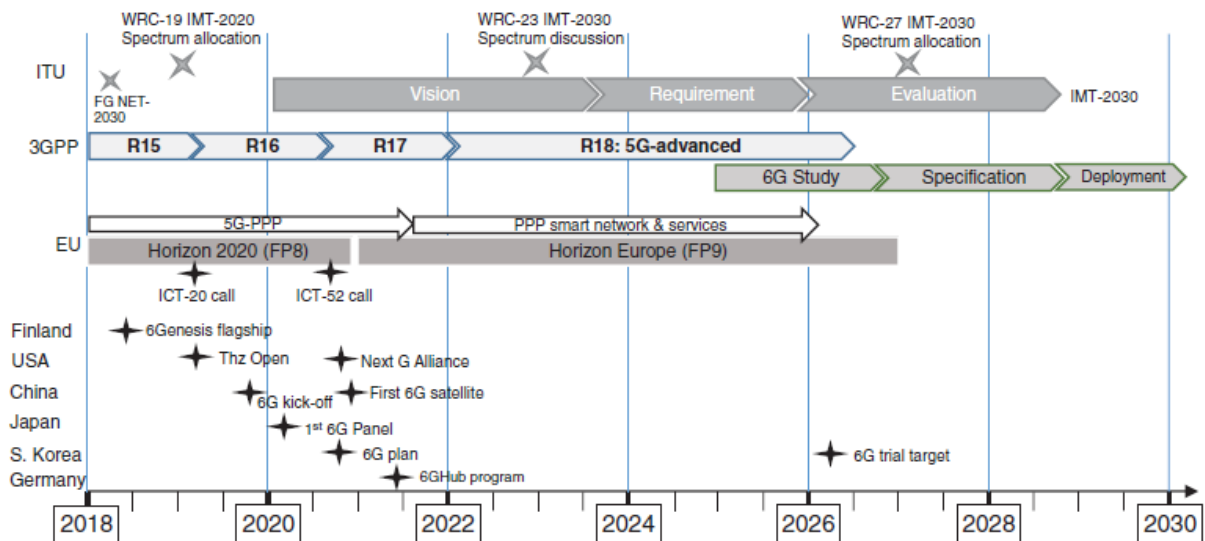 WRC-19 IMT-2020
Spectrum allocation
WRC-23 IMT-2030
Spectrum discussion
WRC-27 IMT-2030
Spectrum allocation
ITU
FG NET-
2030
Vision
Requirement
Evaluation
IMT-2030
3GPP
R15
R16
R17
R18: 5G-advanced
6G Study
Specification
Deployment
EU
5G-PPP
PPP smart network & services
Horizon 2020 (FP8)
Horizon Europe (FP9)
ICT-20 call
ICT-52 call
Finland
6Genesis flagship
USA
Thz Open
Next G Alliance
China
6G kick-off
First 6G satellite
Japan
1st 6G Panel
S. Korea
6G plan
6G trial target
Germany
6GHub program
2018
2020
2022
2024
2026
2028
2030